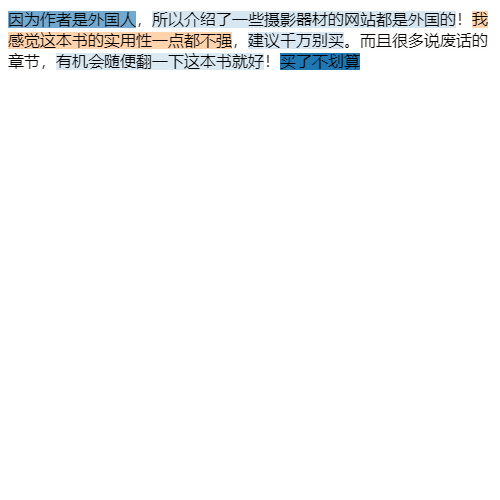 因为作者是外国人，所以介绍了一些摄影器材的网站都是外国的！我
感觉这本书的实用性一点都不强，建议千万别买。而且很多说废话的
章节，有机会随便翻一下这本书就好！买了不划算